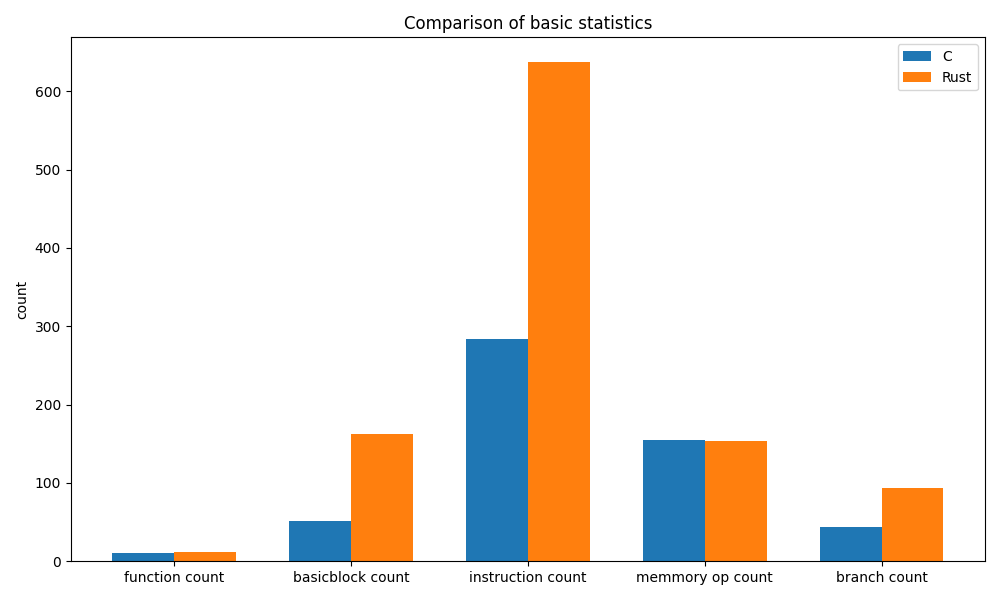 Comparison of basic statistics
C
Rust
count
600
500
400
300
200
100
0
function count
basicblock count
instruction count
memmory op count
branch count